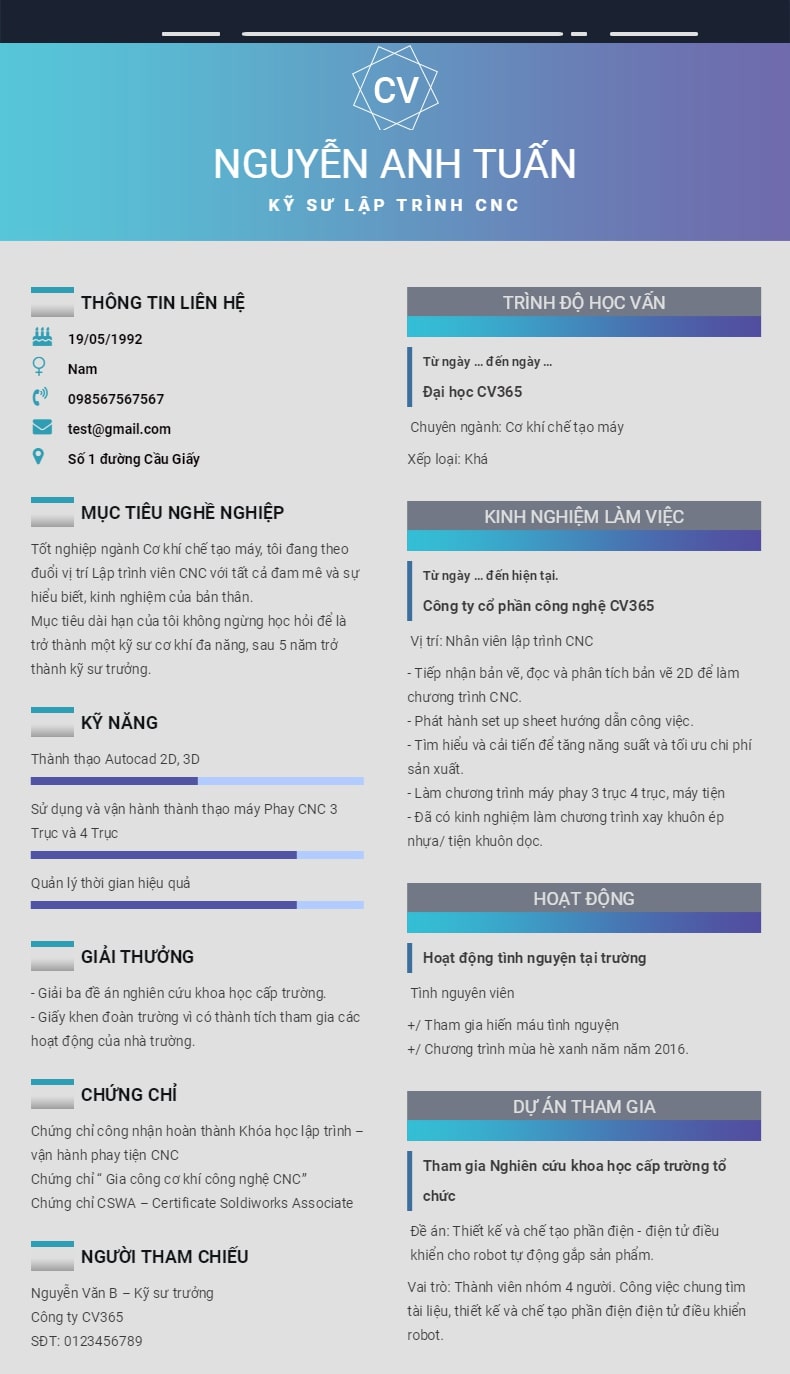 CV
NGUYỄN ANH TUẤN
KỸ SƯ LẬP TRÌNH CNC
THÔNG TIN LIÊN HỆ
19/05/1992
Nam
098567567567
test@gmail.com
Số 1 đường Cầu Giấy
MỤC TIÊU NGHỀ NGHIỆP
Tốt nghiệp ngành Cơ khí chế tạo máy, tôi đang theo
đuổi vị trí Lập trình viên CNC với tất cả đam mê và sự
hiểu biết, kinh nghiệm của bản thân.
Mục tiêu dài hạn của tôi không ngừng học hỏi để là
trở thành một kỹ sư cơ khí đa năng, sau 5 năm trở
thành kỹ sư trưởng.
KỸ NĂNG
Thành thạo Autocad 2D, 3D
Sử dụng và vận hành thành thạo máy Phay CNC 3
Trục và 4 Trục
Quản lý thời gian hiệu quả
GIẢI THƯỞNG
- Giải ba đề án nghiên cứu khoa học cấp trường.
- Giấy khen đoàn trường vì có thành tích tham gia các
hoạt động của nhà trường.
CHỨNG CHỈ
Chứng chỉ công nhận hoàn thành Khóa học lập trình –
vận hành phay tiện CNC
Chứng chỉ “ Gia công cơ khí công nghệ CNC”
Chứng chỉ CSWA – Certificate Soldiworks Associate
NGƯỜI THAM CHIẾU
Nguyễn Văn B – Kỹ sư trưởng
Công ty CV365
SĐT: 0123456789
TRÌNH ĐỘ HỌC VẤN
Từ ngày ... đến ngày ...
Đại học CV365
Chuyên ngành: Cơ khí chế tạo máy
Xếp loại: Khá
KINH NGHIỆM LÀM VIỆC
Từ ngày ... đến hiện tại.
Công ty cổ phần công nghệ CV365
Vị trí: Nhân viên lập trình CNC
- Tiếp nhận bản vẽ, đọc và phân tích bản vẽ 2D để làm
chương trình CNC.
- Phát hành set up sheet hướng dẫn công việc.
- Tìm hiểu và cải tiến để tăng năng suất và tối ưu chi phí
sản xuất.
- Làm chương trình máy phay 3 trục 4 trục, máy tiện
- Đã có kinh nghiệm làm chương trình xay khuôn ép
nhựa/ tiện khuôn dọc.
HOẠT ĐỘNG
Hoạt động tình nguyện tại trường
Tình nguyên viên
+/ Tham gia hiến máu tình nguyện
+/ Chương trình mùa hè xanh năm năm 2016.
DỰ ÁN THAM GIA
Tham gia Nghiên cứu khoa học cấp trường tổ
chức
Đề án: Thiết kế và chế tạo phần điện - điện tử điều
khiển cho robot tự động gắp sản phẩm.
Vai trò: Thành viên nhóm 4 người. Công việc chung tìm
tài liệu, thiết kế và chế tạo phần điện điện tử điều khiển
robot.